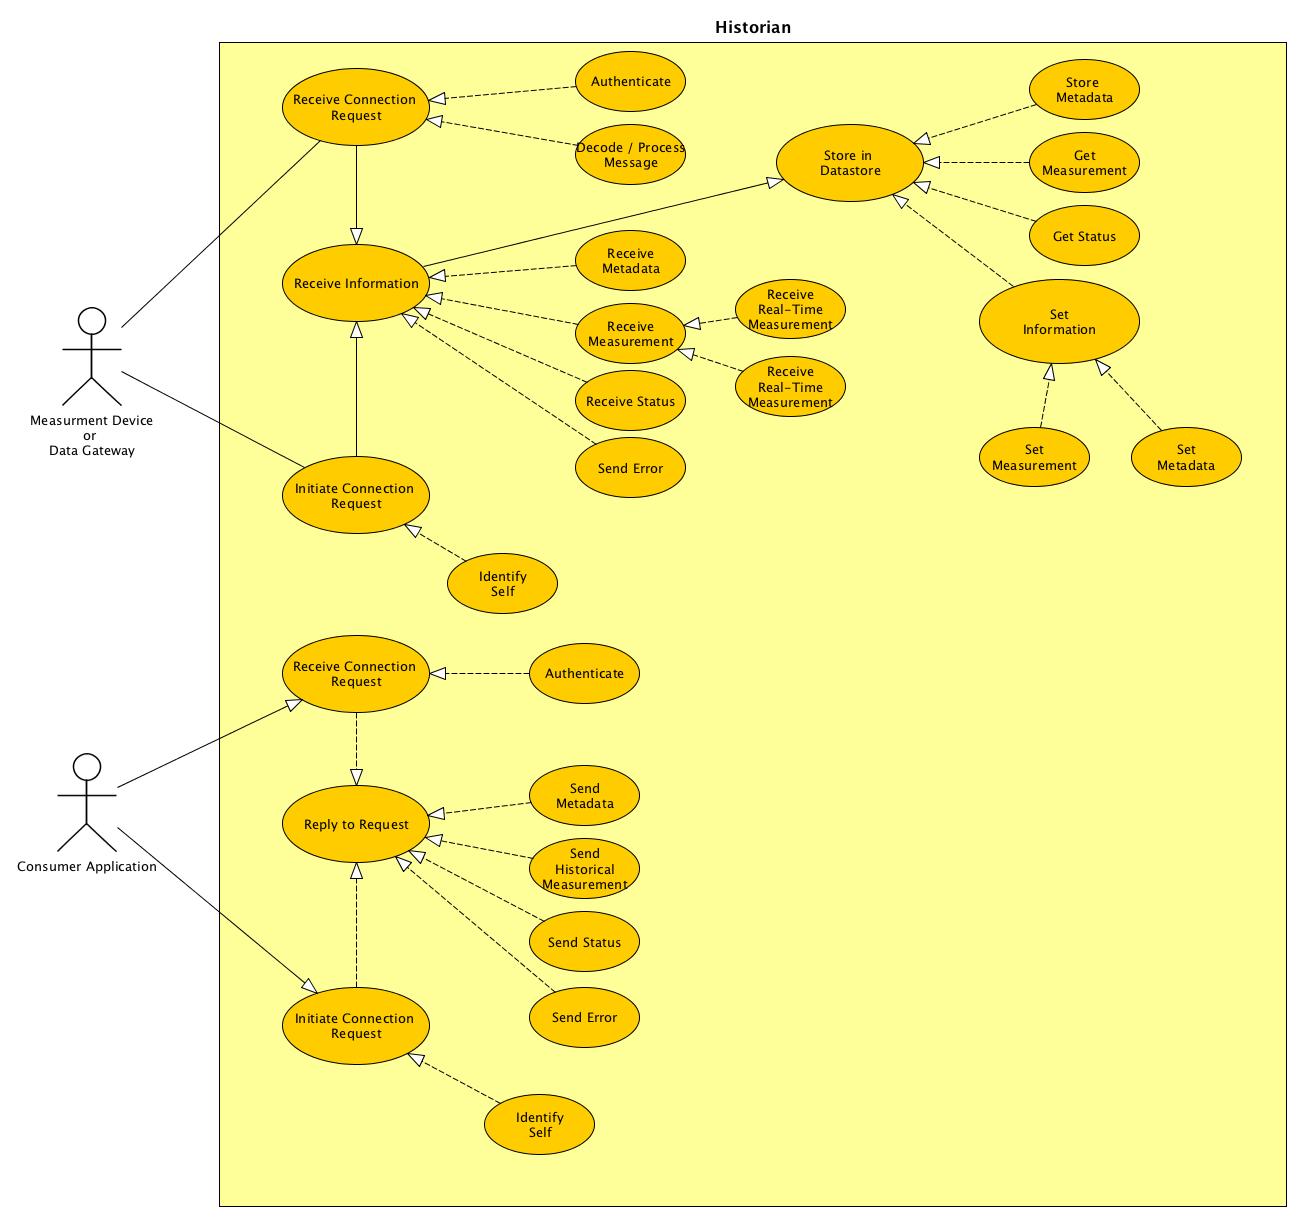 Historian
Receive Connection
Request
Authenticate
Decode / Process
Message
Store in
Datastore
Store
Metadata
Get
Measurement
Get Status
Set
Information
Set
Measurement
Set
Metadata
Receive Information
Receive
Metadata
Receive
Measurement
Receive
Real-Time
Measurement
Receive
Real-Time
Measurement
Receive Status
Send Error
Measurment Device
or
Data Gateway
Initiate Connection
Request
Identify
Self
Receive Connection
Request
Authenticate
Consumer Application
Reply to Request
Send
Metadata
Send
Historical
Measurement
Send Status
Send Error
Initiate Connection
Request
Identify
Self